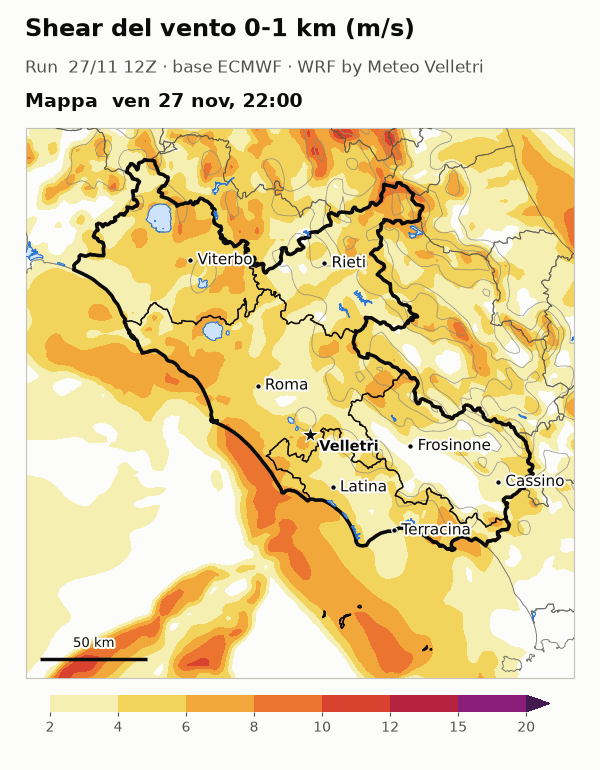 Shear del vento 0-1 km (m/s)
Run  27/11 12Z · base ECMWF · WRF by Meteo Velletri
Mappa  ven 27 nov, 22:00
Viterbo
Rieti
Roma
Velletri
Frosinone
Latina
Cassino
Terracina
50 km
2 4 6 8 10 12 15 20